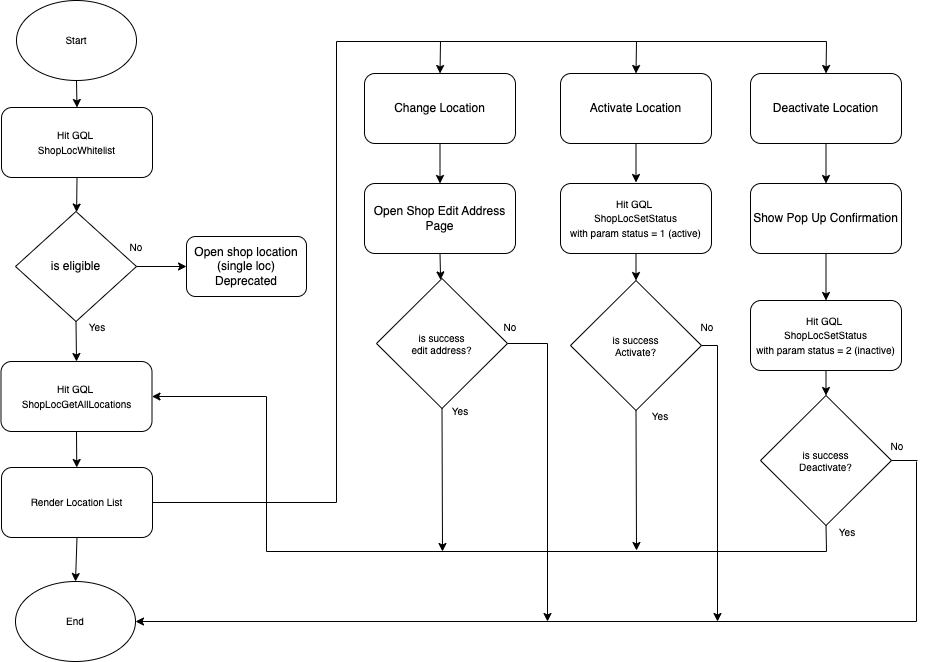 Start
Hit GQL
ShopLocWhitelist
is eligible
No
Open shop location
(single loc)
Deprecated
Yes
Hit GQL
ShopLocGetAllLocations
Render Location List
End
Change Location
Open Shop Edit Address
Page
is success
edit address?
No
Yes
Activate Location
Hit GQL
ShopLocSetStatus
with param status = 1 (active)
is success
Activate?
No
Yes
Deactivate Location
Show Pop Up Confirmation
Hit GQL
ShopLocSetStatus
with param status = 2 (inactive)
is success
Deactivate?
No
Yes